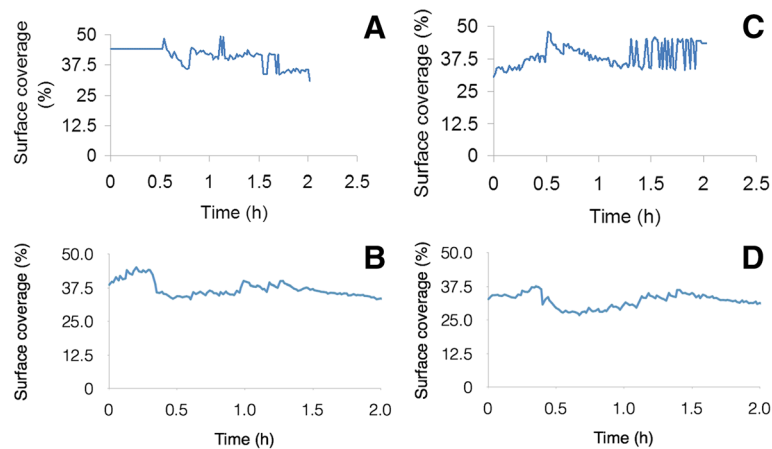 A
Surface coverage
(%)
50
37.5
25
12.5
0
0 0.5 1 1.5 2 2.5
Time (h)
C
Surface coverage (%)
50
37.5
25
12.5
0
0 0.5 1 1.5 2 2.5
Time (h)
B
Surface coverage (%)
50.0
37.5
25.0
12.5
0
0 0.5 1.0 1.5 2.0
Time (h)
D
Surface coverage (%)
50.0
37.5
25.0
12.5
0
0 0.5 1.0 1.5 2.0
Time (h)